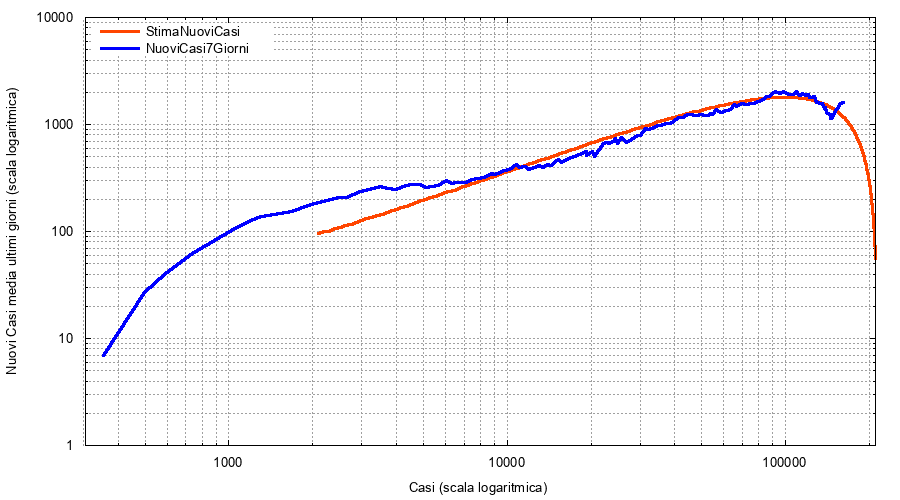 10000
1000
100
10
1
StimaNuoviCasi
NuoviCasi7Giorni
Nuovi Casi media ultimi giorni (scala logaritmica)
1000 10000 100000
Casi (scala logaritmica)